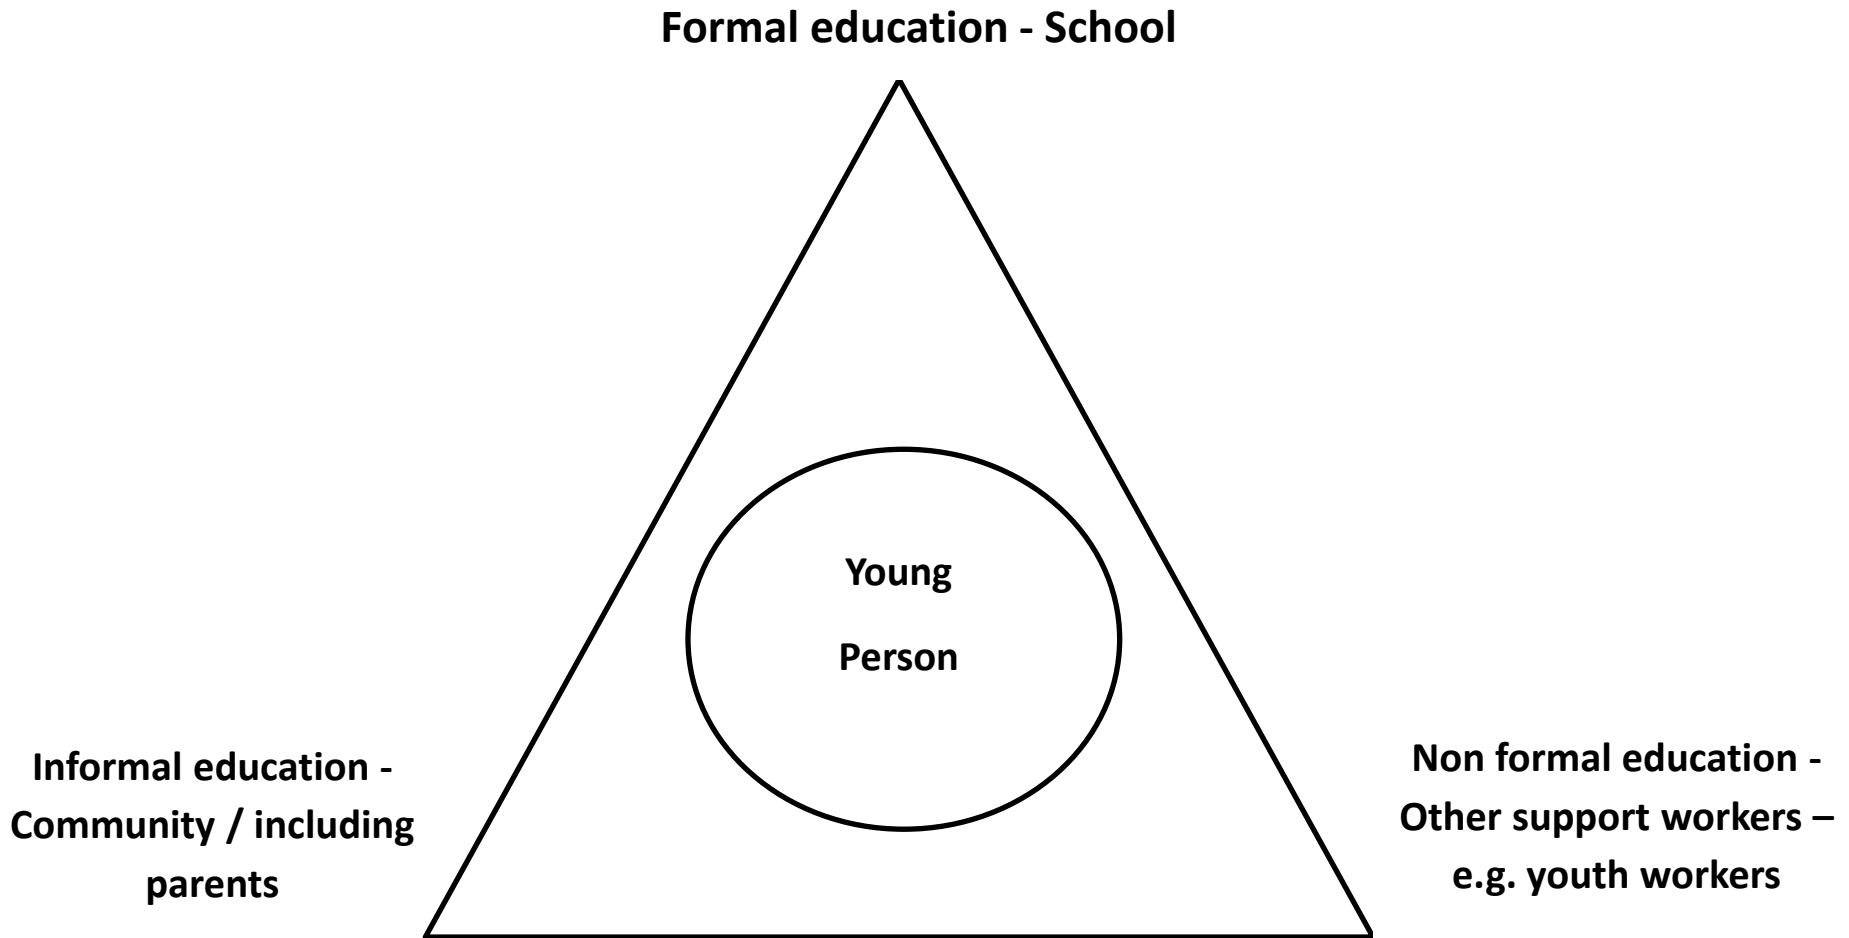 Formal education - School
Young
Person
Informal education -
Community / including
parents
Non formal education -
Other support workers –
e.g. youth workers